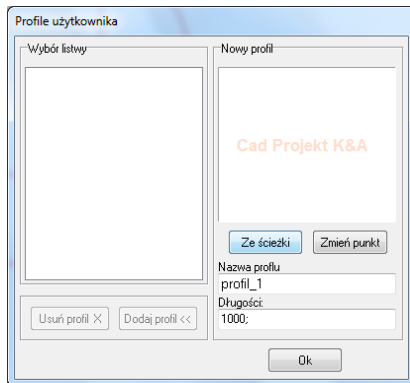 Profile użytkownika
Wybór listwy
Nowy profil
Cad Projekt K&A
Ze ścieżki
Zmień punkt
Nazwa proflu
profil_1
Długości:
1000;
Usuń profil X
Dodaj profil <<
Ok